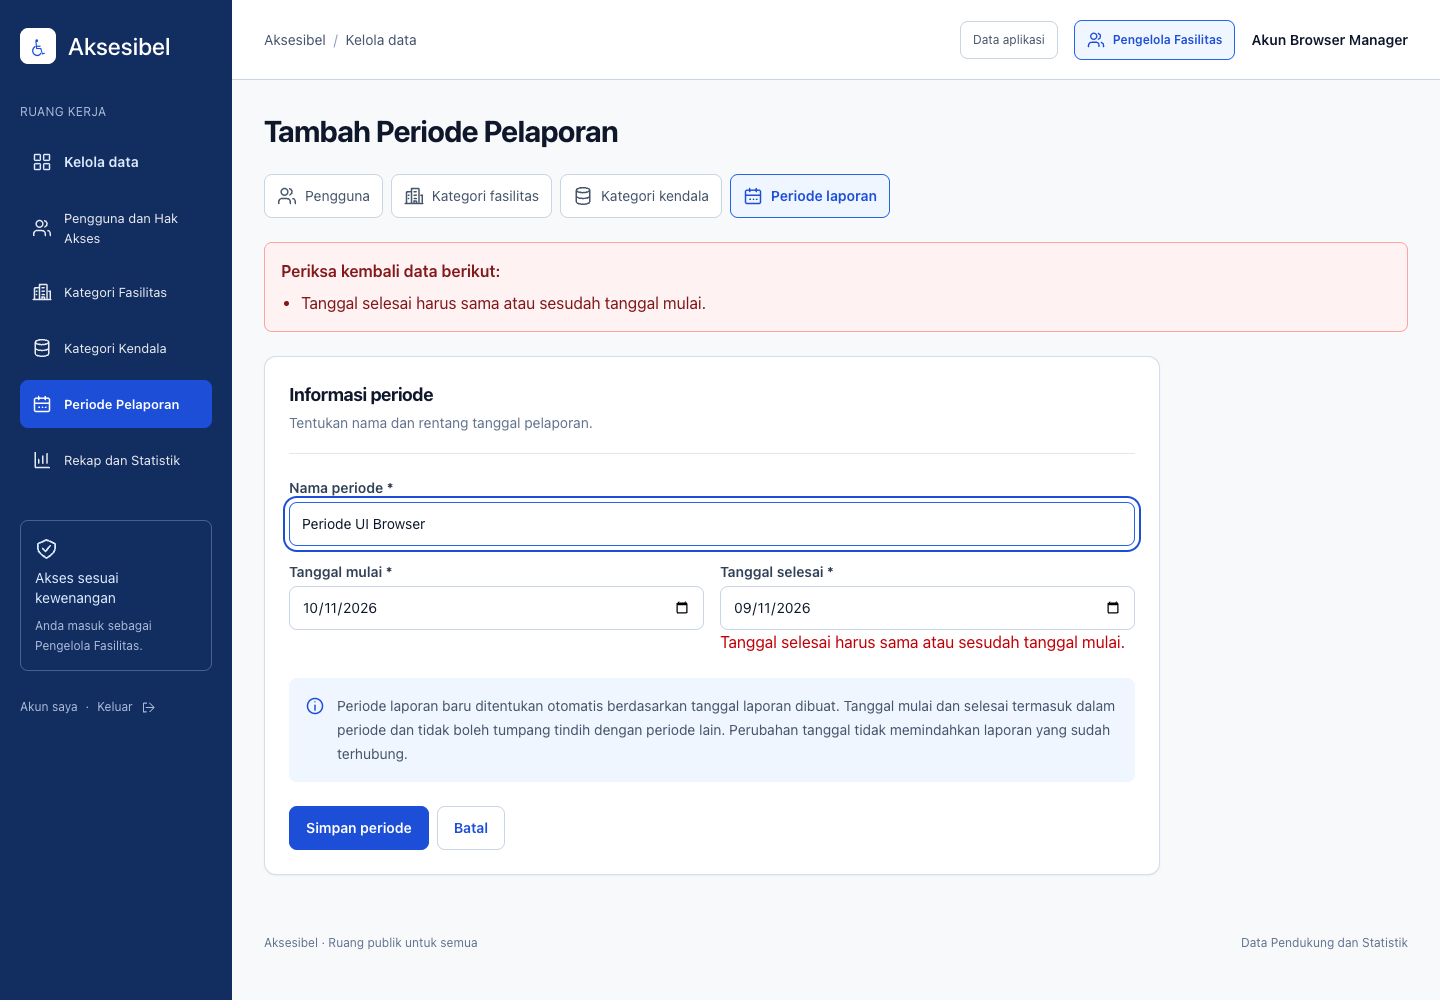 Aksesibel
RUANG KERJA
Kelola data
Pengguna dan Hak
Akses
Kategori Fasilitas
Kategori Kendala
Periode Pelaporan
Rekap dan Statistik
Akses sesuai
kewenangan
Anda masuk sebagai
Pengelola Fasilitas.
Akun saya · Keluar
Aksesibel / Kelola data
Data aplikasi
Pengelola Fasilitas
Akun Browser Manager
Tambah Periode Pelaporan
Pengguna
Kategori fasilitas
Kategori kendala
Periode laporan
Periksa kembali data berikut:
• Tanggal selesai harus sama atau sesudah tanggal mulai.
Informasi periode
Tentukan nama dan rentang tanggal pelaporan.
Nama periode *
Periode UI Browser
Tanggal mulai *
10/11/2026
Tanggal selesai *
09/11/2026
Tanggal selesai harus sama atau sesudah tanggal mulai.
Periode laporan baru ditentukan otomatis berdasarkan tanggal laporan dibuat. Tanggal mulai dan selesai termasuk dalam
periode dan tidak boleh tumpang tindih dengan periode lain. Perubahan tanggal tidak memindahkan laporan yang sudah
terhubung.
Simpan periode
Batal
Aksesibel · Ruang publik untuk semua
Data Pendukung dan Statistik